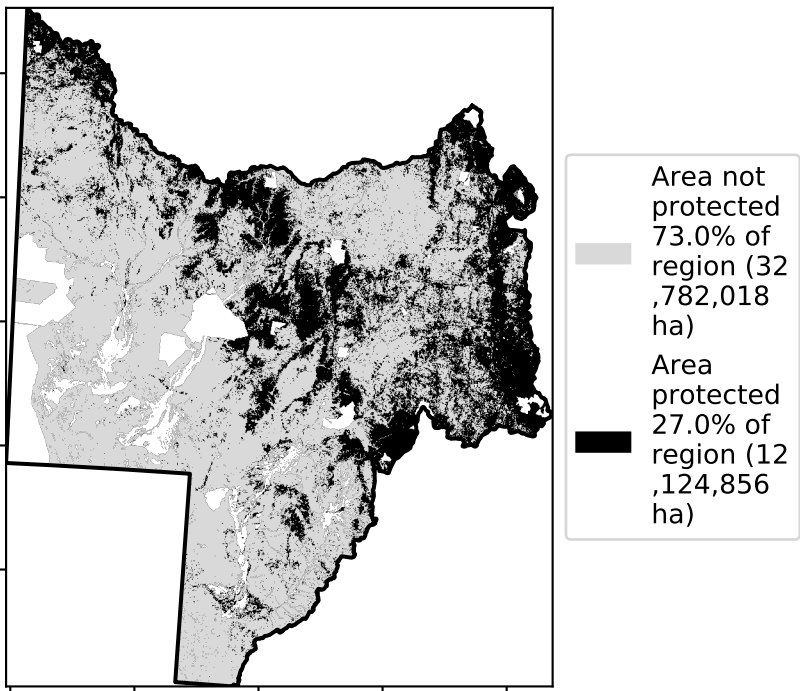 Area not
protected
73.0% of
region (32
,782,018
ha)
Area
protected
27.0% of
region (12
,124,856
ha)